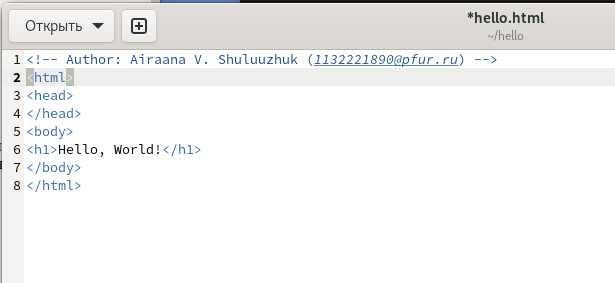 Открыть
*hello.html
~/hello
1 <!-- Author: Airaana V. Shuluuzhuk (1132221890@pfur.ru) -->
2 <html>
3 <head>
4 </head>
5 <body>
6 <h1>Hello, World!</h1>
7 </body>
8 </html>